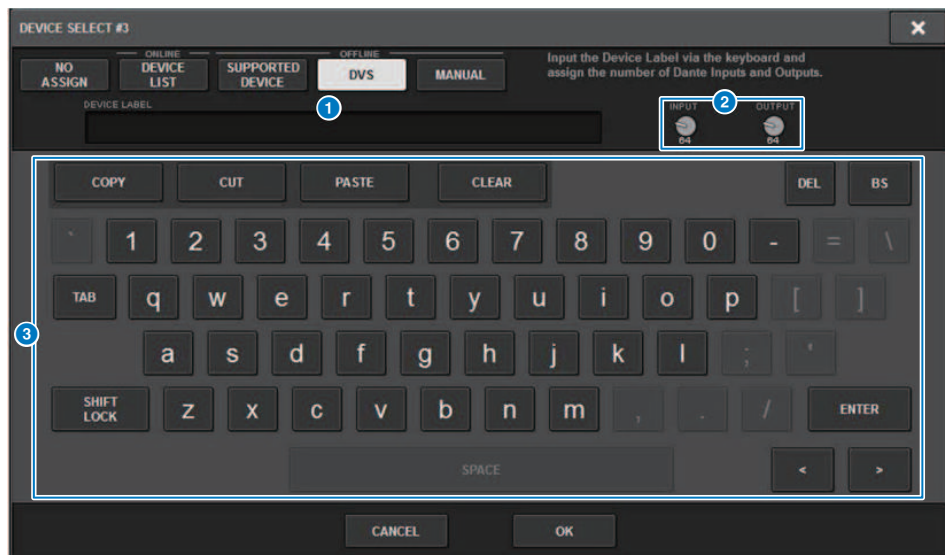 DEVICE SELECT #3
×
ONLINE
OFFLINE
NO ASSIGN
DEVICE LIST
SUPPORTED DEVICE
DVS
MANUAL
Input the Device Label via the keyboard and
assign the number of Dante Inputs and Outputs.
1
DEVICE LABEL
2
INPUT
OUTPUT
64
64
COPY CUT PASTE CLEAR DEL BS
` 1 2 3 4 5 6 7 8 9 0 - = \
TAB q w e r t y u i o p [ ]
3
a s d f g h j k l ; '
SHIFT LOCK z x c v b n m , . / ENTER
SPACE < >
CANCEL OK